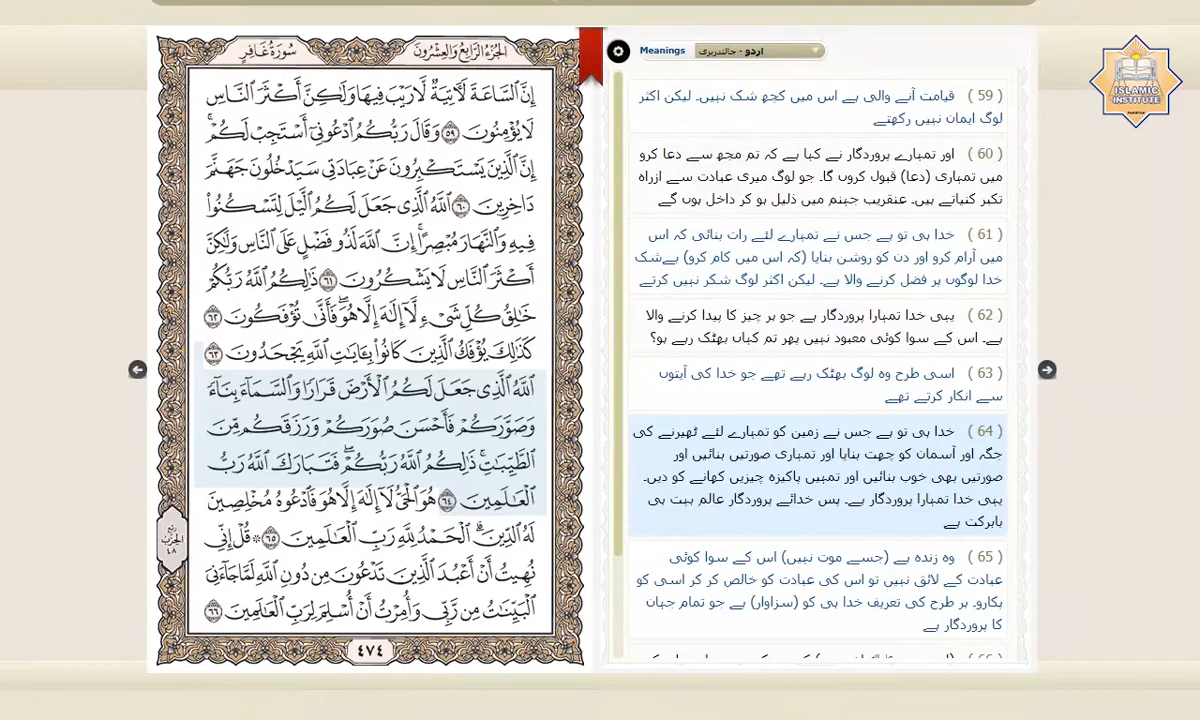 سُورَةُ غَافِرٍ
الجُزْءُ الرَّابِعُ وَالعِشْرُونَ
إِنَّ ٱلسَّاعَةَ لَأٓتِيَةٌ لَّا رَيْبَ فِيهَا وَلَٰكِنَّ أَكْثَرَ ٱلنَّاسِ
لَا يُؤْمِنُونَ ٥٩ وَقَالَ رَبُّكُمُ ٱدْعُونِىٓ أَسْتَجِبْ لَكُمْ ۚ
إِنَّ ٱلَّذِينَ يَسْتَكْبِرُونَ عَنْ عِبَادَتِى سَيَدْخُلُونَ جَهَنَّمَ
دَاخِرِينَ ٦٠ ٱللَّهُ ٱلَّذِى جَعَلَ لَكُمُ ٱلَّيْلَ لِتَسْكُنُوا۟
فِيهِ وَٱلنَّهَارَ مُبْصِرًا ۚ إِنَّ ٱللَّهَ لَذُو فَضْلٍ عَلَى ٱلنَّاسِ وَلَٰكِنَّ
أَكْثَرَ ٱلنَّاسِ لَا يَشْكُرُونَ ٦١ ذَٰلِكُمُ ٱللَّهُ رَبُّكُمْ
خَٰلِقُ كُلِّ شَىْءٍ لَّآ إِلَٰهَ إِلَّا هُوَ ۖ فَأَنَّىٰ تُؤْفَكُونَ ٦٢
كَذَٰلِكَ يُؤْفَكُ ٱلَّذِينَ كَانُوا۟ بِـَٔايَٰتِ ٱللَّهِ يَجْحَدُونَ ٦٣
ٱللَّهُ ٱلَّذِى جَعَلَ لَكُمُ ٱلْأَرْضَ قَرَارًا وَٱلسَّمَآءَ بِنَآءً
وَصَوَّرَكُمْ فَأَحْسَنَ صُوَرَكُمْ وَرَزَقَكُم مِّنَ
ٱلطَّيِّبَٰتِ ۚ ذَٰلِكُمُ ٱللَّهُ رَبُّكُمْ ۖ فَتَبَارَكَ ٱللَّهُ رَبُّ
ٱلْعَٰلَمِينَ ٦٤ هُوَ ٱلْحَىُّ لَآ إِلَٰهَ إِلَّا هُوَ فَٱدْعُوهُ مُخْلِصِينَ
لَهُ ٱلدِّينَ ۗ ٱلْحَمْدُ لِلَّهِ رَبِّ ٱلْعَٰلَمِينَ ٦٥ ۞ قُلْ إِنِّى
نُهِيتُ أَنْ أَعْبُدَ ٱلَّذِينَ تَدْعُونَ مِن دُونِ ٱللَّهِ لَمَّا جَآءَنِىَ
ٱلْبَيِّنَٰتُ مِن رَّبِّى وَأُمِرْتُ أَنْ أُسْلِمَ لِرَبِّ ٱلْعَٰلَمِينَ ٦٦
ربع
الحزب
٤٨
٤٧٤
Meanings
اردو - جالندربری
(59) قیامت آنے والی ہے اس میں کچھ شک نہیں۔ لیکن اکثر
لوگ ایمان نہیں رکھتے
(60) اور تمہارے پروردگار نے کہا ہے کہ تم مجھ سے دعا کرو
میں تمہاری (دعا) قبول کروں گا۔ جو لوگ میری عبادت سے ازراہ
تکبر کنیاتے ہیں۔ عنقریب جہنم میں ذلیل ہو کر داخل ہوں گے
(61) خدا ہی تو ہے جس نے تمہارے لئے رات بنائی کہ اس
میں آرام کرو اور دن کو روشن بنایا (کہ اس میں کام کرو) بےشک
خدا لوگوں پر فضل کرنے والا ہے۔ لیکن اکثر لوگ شکر نہیں کرتے
(62) یہی خدا تمہارا پروردگار ہے جو ہر چیز کا پیدا کرنے والا
ہے۔ اس کے سوا کوئی معبود نہیں پھر تم کہاں بھٹک رہے ہو؟
(63) اسی طرح وہ لوگ بھٹک رہے تھے جو خدا کی آیتوں
سے انکار کرتے تھے
(64) خدا ہی تو ہے جس نے زمین کو تمہارے لئے ٹھیرنے کی
جگہ اور آسمان کو چھت بنایا اور تمہاری صورتیں بنائیں اور
صورتیں بھی خوب بنائیں اور تمہیں پاکیزہ چیزیں کھانے کو دیں۔
یہی خدا تمہارا پروردگار ہے۔ پس خدائے پروردگار عالم بہت ہی
بابرکت ہے
(65) وہ زندہ ہے (جسے موت نہیں) اس کے سوا کوئی
عبادت کے لائق نہیں تو اس کی عبادت کو خالص کر کر اسی کو
پکارو۔ ہر طرح کی تعریف خدا ہی کو (سزاوار) ہے جو تمام جہان
کا پروردگار ہے
ISLAMIC
INSTITUTE